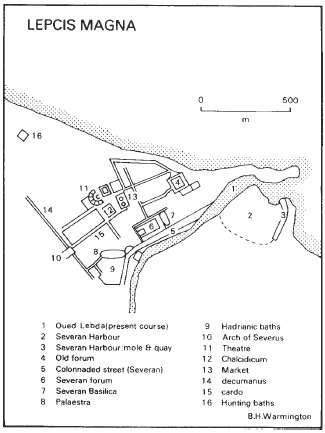 LEPCIS MAGNA
0 500
m
16
11
13
4
1
14
12
2
3
15
7
6
5
10
8
9
1 Oued Lebda(present course)
2 Severan Harbour
3 Severan Harbour:mole & quay
4 Old forum
5 Colonnaded street (Severan)
6 Severan forum
7 Severan Basilica
8 Palaestra
9 Hadrianic baths
10 Arch of Severus
11 Theatre
12 Chalcidicum
13 Market
14 decumanus
15 cardo
16 Hunting baths
B.H.Warmington